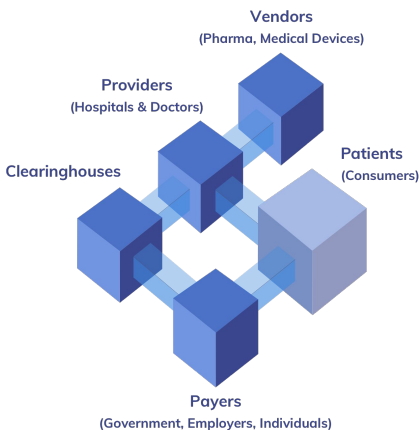 Vendors
(Pharma, Medical Devices)
Providers
(Hospitals & Doctors)
Patients
(Consumers)
Clearinghouses
Payers
(Government, Employers, Individuals)